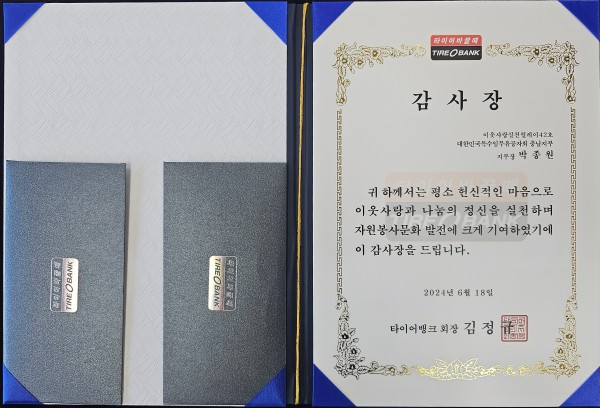 타이어싸롤때
TIRE BANK
감사장
이웃사랑실천릴레이42호
대한민국특수임무유공자회 충남지부
지부장 박종원
귀하께서는 평소 헌신적인 마음으로
이웃사랑과 나눔의 정신을 실천하며
자원봉사문화 발전에 크게 기여하였기에
이 감사장을 드립니다.
2024년 6월 18일
타이어뱅크 회장 김정규
TIRE BANK
TIRE BANK